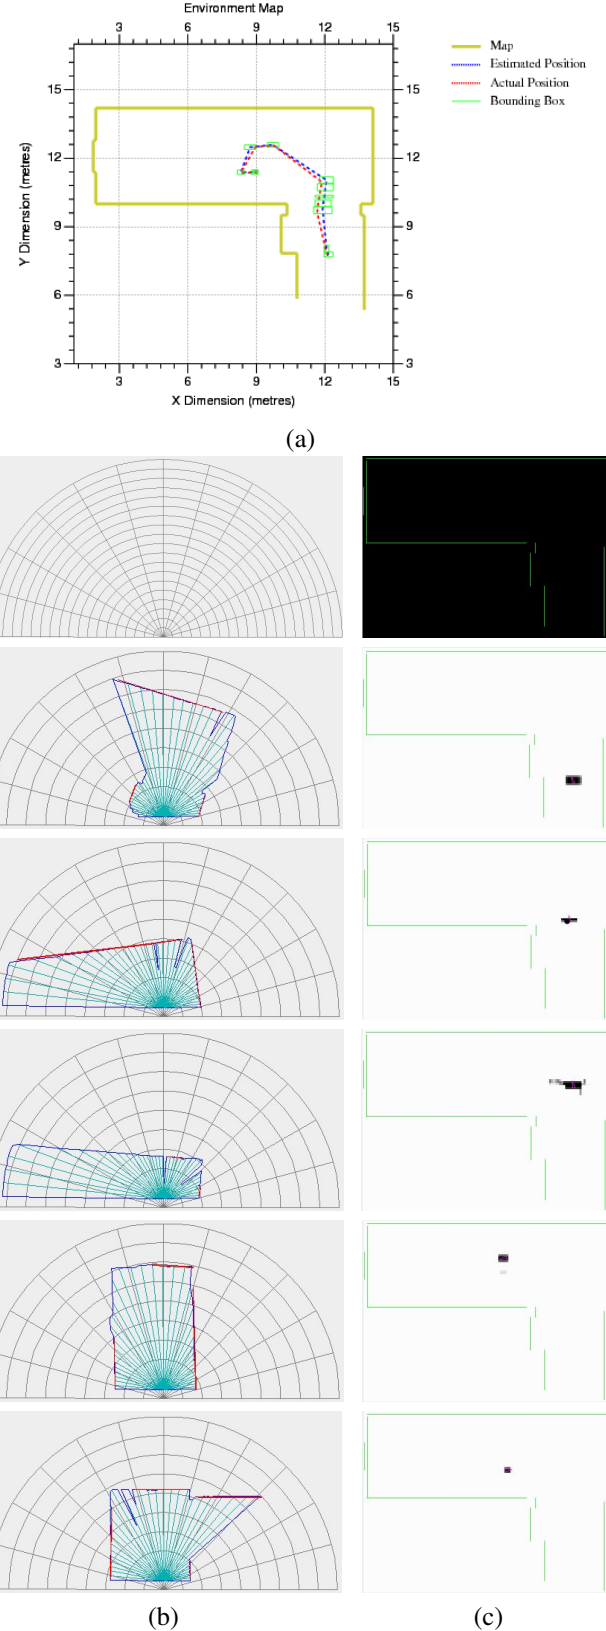 Environment Map
3 6 9 12 15
Map
Estimated Position
Actual Position
Bounding Box
15 15
12 12
9 9
6 6
3 3
Y Dimension (metres)
3 6 9 12 15
X Dimension (metres)
(a)
(b) (c)